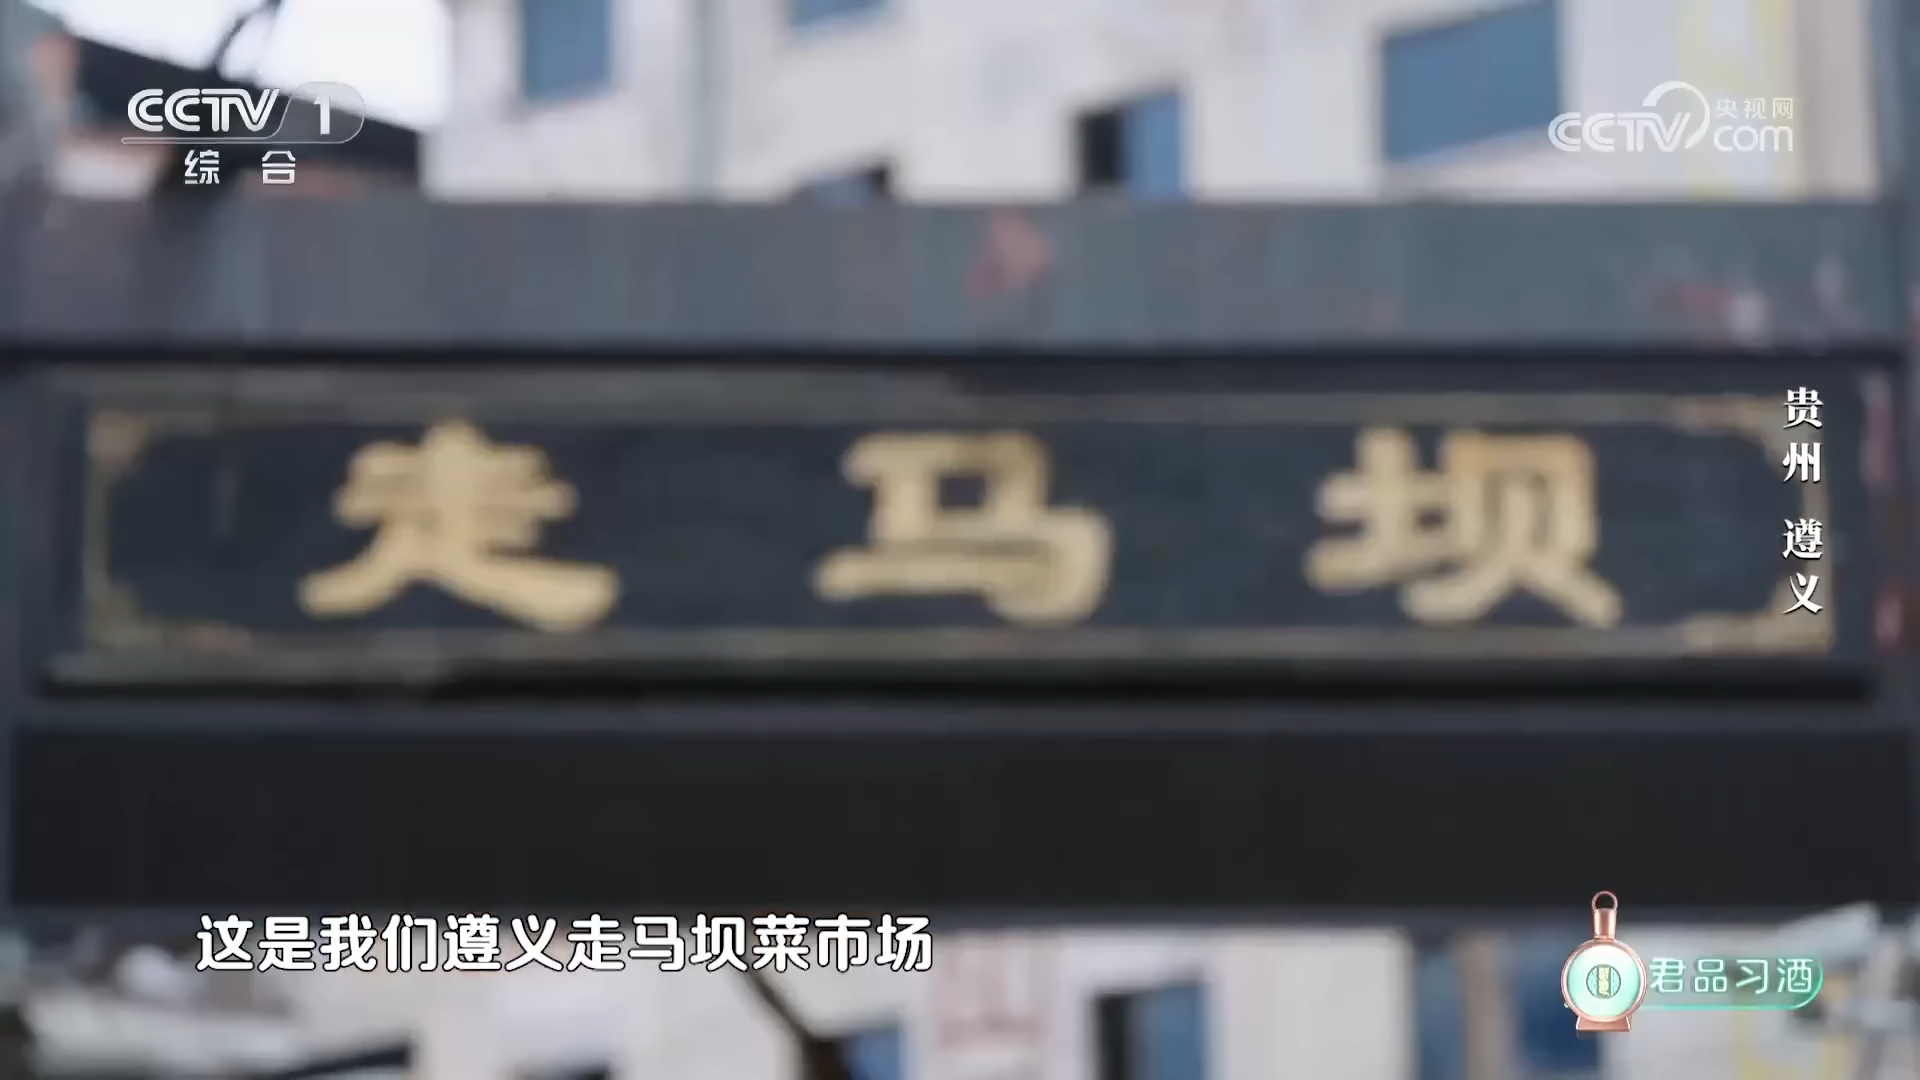 CCTV 1
综 合
央视网
CCTV.com
走马坝
贵州 遵义
这是我们遵义走马坝菜市场
君品习酒